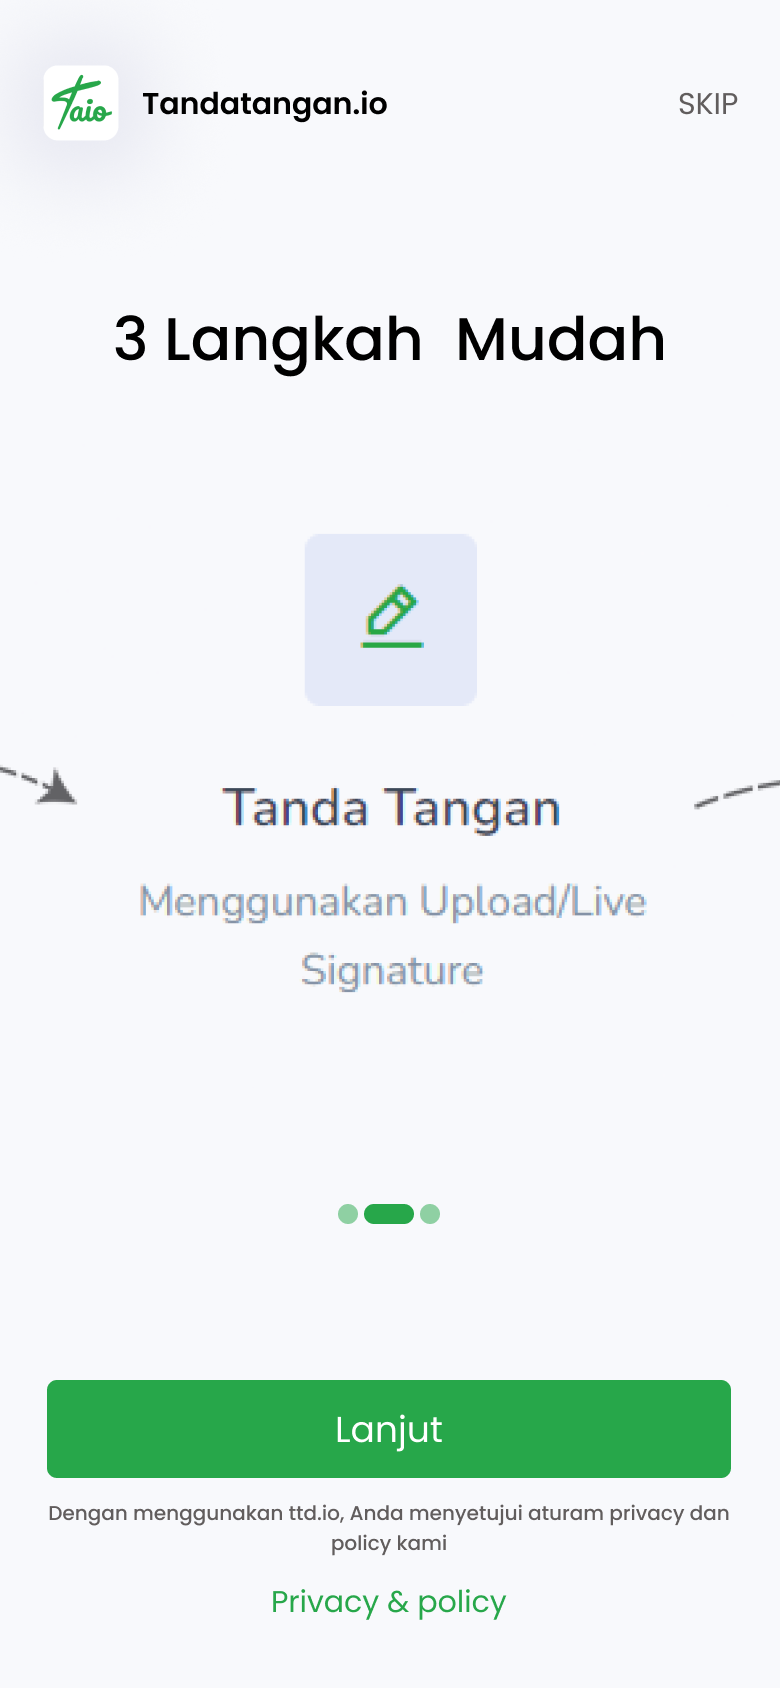 Taio
Tandatangan.io
SKIP
3 Langkah  Mudah
Tanda Tangan
Menggunakan Upload/Live
Signature
Lanjut
Dengan menggunakan ttd.io, Anda menyetujui aturam privacy dan
policy kami
Privacy & policy